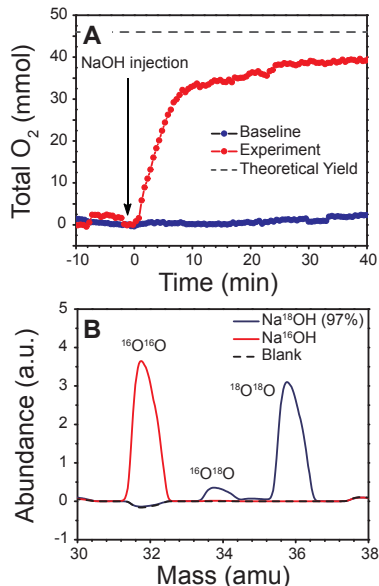 A
NaOH injection
Baseline
Experiment
Theoretical Yield
Total O₂ (mmol)
50
40
30
20
10
0
-10 -0 10 20 30 40
Time (min)
B
Na¹⁸OH (97%)
Na¹⁶OH
Blank
¹⁶O¹⁶O
¹⁸O¹⁸O
¹⁶O¹⁸O
Abundance (a.u.)
5
4
3
2
1
0
-1
30 32 34 36 38
Mass (amu)